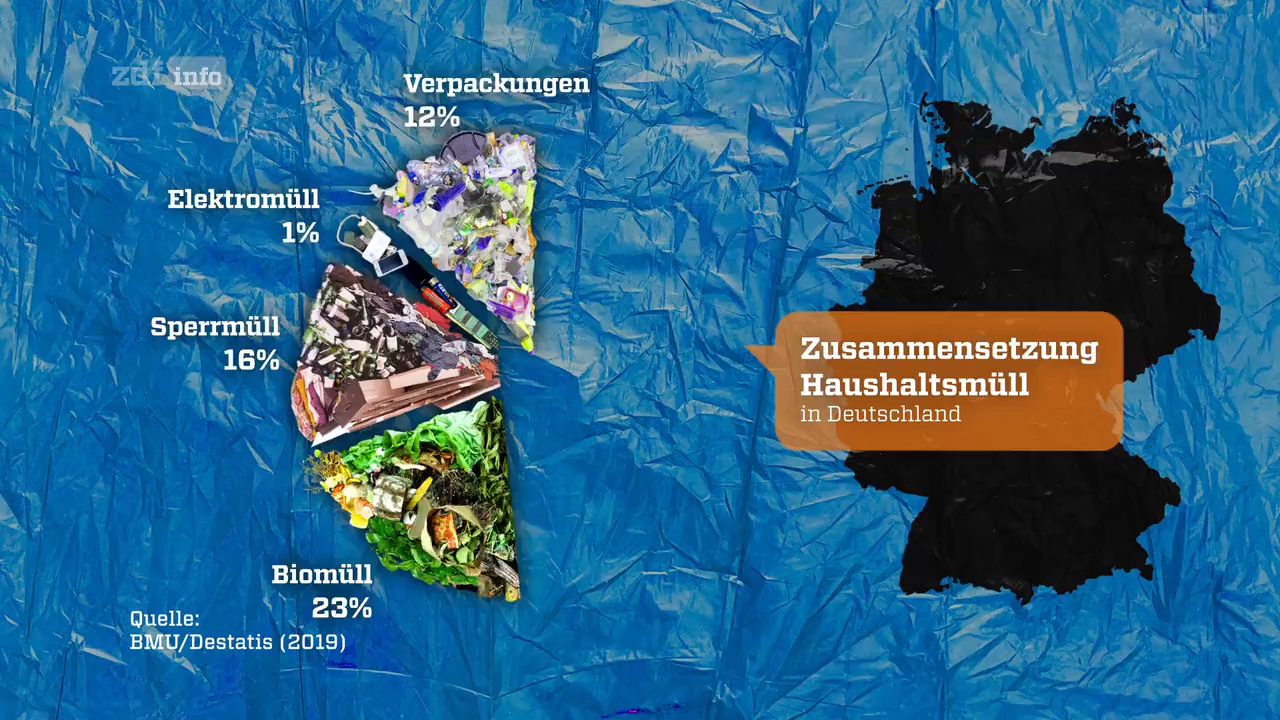 zdf info
Verpackungen
12%
Elektromüll
1%
Sperrmüll
16%
Biomüll
23%
Quelle:
BMU/Destatis (2019)
Zusammensetzung
Haushaltsmüll
in Deutschland